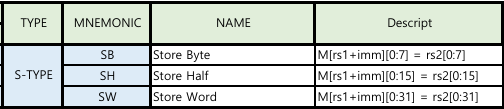 TYPE MNEMONIC NAME Descript
SB Store Byte M[rs1+imm][0:7] = rs2[0:7]
S-TYPE SH Store Half M[rs1+imm][0:15] = rs2[0:15]
SW Store Word M[rs1+imm][0:31] = rs2[0:31]